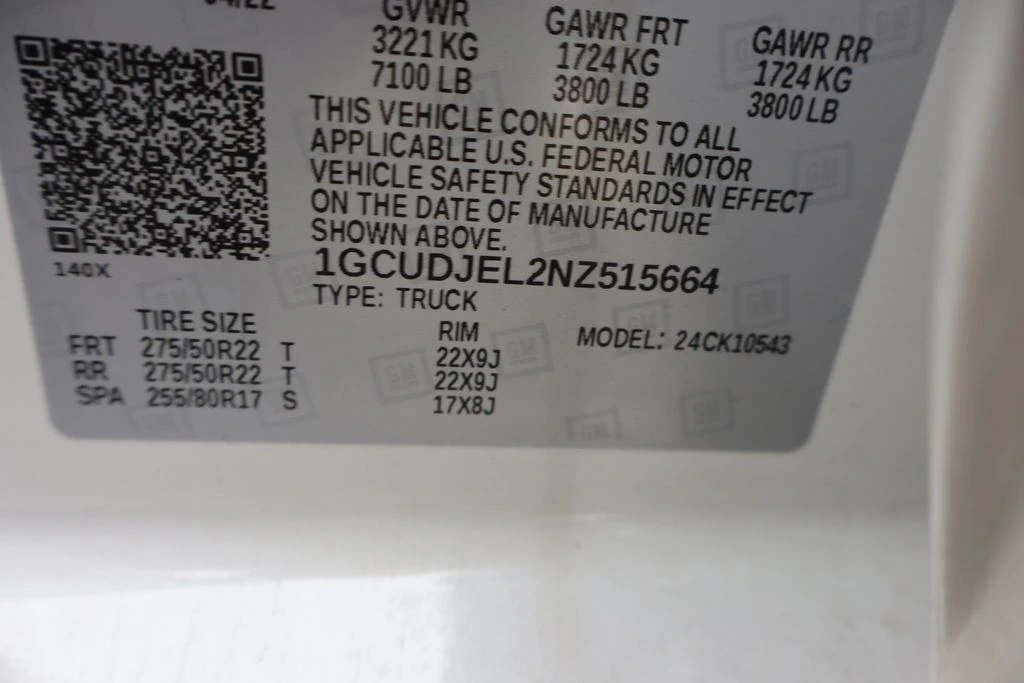 GVWR GAWR FRT GAWR RR
3221 KG 1724 KG 1724 KG
7100 LB 3800 LB 3800 LB
THIS VEHICLE CONFORMS TO ALL
APPLICABLE U.S. FEDERAL MOTOR
VEHICLE SAFETY STANDARDS IN EFFECT
ON THE DATE OF MANUFACTURE
SHOWN ABOVE.
140X
1GCUDJEL2NZ515664
TYPE: TRUCK
TIRE SIZE RIM MODEL: 24CK10543
FRT 275/50R22 T 22X9J
RR 275/50R22 T 22X9J
SPA 255/80R17 S 17X8J